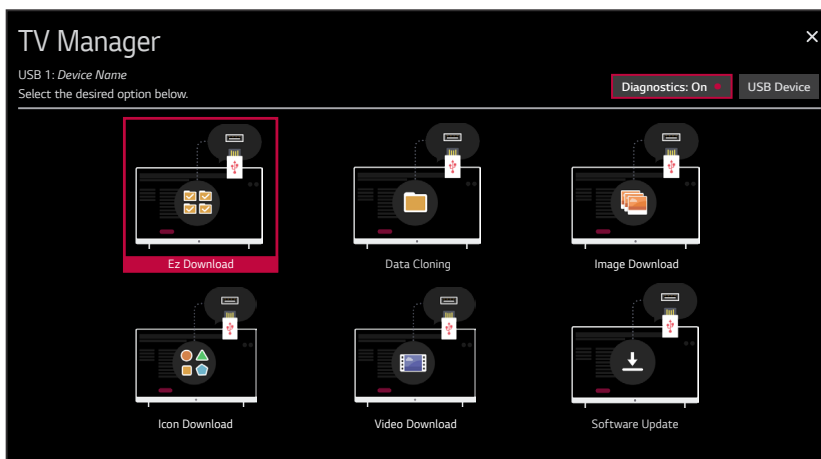 TV Manager
USB 1: Device Name
Select the desired option below.
Diagnostics: On
USB Device
Ez Download
Data Cloning
Image Download
Icon Download
Video Download
Software Update